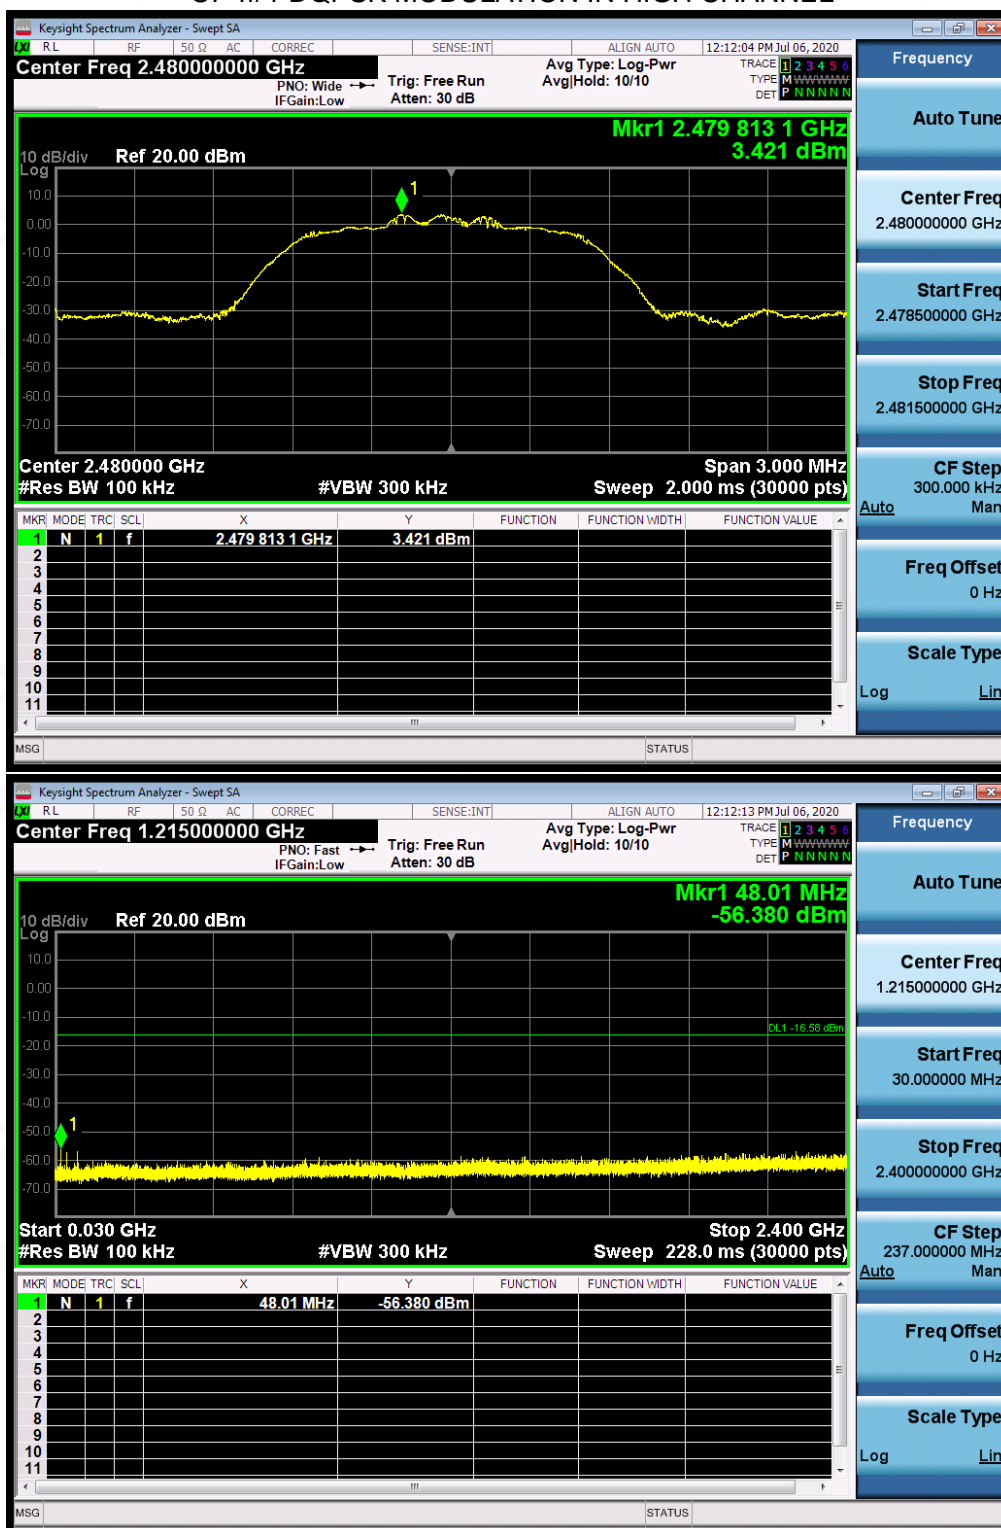 Keysight Spectrum Analyzer - Swept SA
LXI RL RF 50 Ω AC CORREC SENSE:INT ALIGN AUTO 12:12:04 PM Jul 06, 2020
Center Freq 2.480000000 GHz
PNO: Wide
IFGain:Low
Trig: Free Run
Atten: 30 dB
Avg Type: Log-Pwr
Avg|Hold: 10/10
TRACE 1 2 3 4 5 6
TYPE M WWWWW
DET P N N N N N
Mkr1 2.479 813 1 GHz
3.421 dBm
10 dB/div Ref 20.00 dBm
Log
10.0
0.00
-10.0
-20.0
-30.0
-40.0
-50.0
-60.0
-70.0
1
Center 2.480000 GHz Span 3.000 MHz
#Res BW 100 kHz #VBW 300 kHz Sweep 2.000 ms (30000 pts)
MKR MODE TRC SCL X Y FUNCTION FUNCTION WIDTH FUNCTION VALUE
1 N 1 f 2.479 813 1 GHz 3.421 dBm
2
3
4
5
6
7
8
9
10
11
MSG STATUS
Frequency
Auto Tune
Center Freq
2.480000000 GHz
Start Freq
2.478500000 GHz
Stop Freq
2.481500000 GHz
CF Step
300.000 kHz
Auto Man
Freq Offset
0 Hz
Scale Type
Log Lin
Keysight Spectrum Analyzer - Swept SA
LXI RL RF 50 Ω AC CORREC SENSE:INT ALIGN AUTO 12:12:13 PM Jul 06, 2020
Center Freq 1.215000000 GHz
PNO: Fast
IFGain:Low
Trig: Free Run
Atten: 30 dB
Avg Type: Log-Pwr
Avg|Hold: 10/10
TRACE 1 2 3 4 5 6
TYPE M WWWWW
DET P N N N N N
Mkr1 48.01 MHz
-56.380 dBm
10 dB/div Ref 20.00 dBm
Log
10.0
0.00
-10.0
-20.0
-30.0
-40.0
-50.0
-60.0
-70.0
DL1 -16.58 dBm
1
Start 0.030 GHz Stop 2.400 GHz
#Res BW 100 kHz #VBW 300 kHz Sweep 228.0 ms (30000 pts)
MKR MODE TRC SCL X Y FUNCTION FUNCTION WIDTH FUNCTION VALUE
1 N 1 f 48.01 MHz -56.380 dBm
2
3
4
5
6
7
8
9
10
11
MSG STATUS
Frequency
Auto Tune
Center Freq
1.215000000 GHz
Start Freq
30.000000 MHz
Stop Freq
2.400000000 GHz
CF Step
237.000000 MHz
Auto Man
Freq Offset
0 Hz
Scale Type
Log Lin